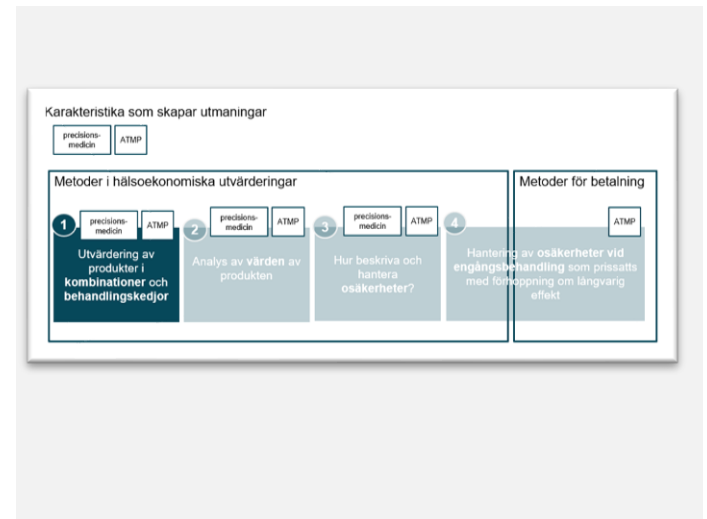 Karakteristika som skapar utmaningar
precisions-
medicin
ATMP
Metoder i hälsoekonomiska utvärderingar
Metoder för betalning
1
precisions-
medicin
ATMP
Utvärdering av
produkter i
kombinationer och
behandlingskedjor
2
precisions-
medicin
ATMP
Analys av värden av
produkten
3
precisions-
medicin
ATMP
Hur beskriva och
hantera
osäkerheter?
4
ATMP
Hantering av osäkerheter vid
engångsbehandling som prissatts
med förhoppning om långvarig
effekt